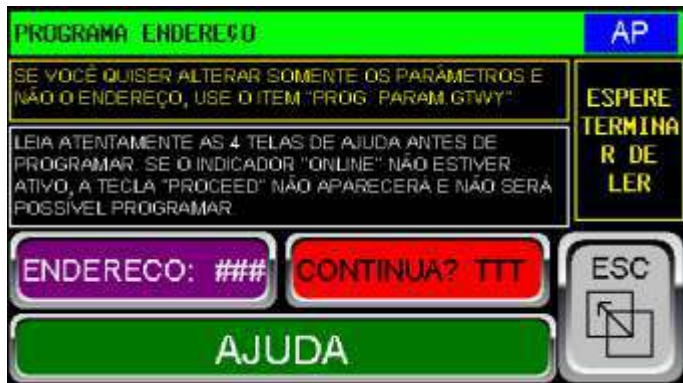 PROGRAMA ENDEREÇO
AP
SE VOCÊ QUISER ALTERAR SOMENTE OS PARÂMETROS E
NÃO O ENDEREÇO, USE O ITEM "PROG. PARAM.GTWY"
ESPERE
TERMINA
R DE
LER
LEIA ATENTAMENTE AS 4 TELAS DE AJUDA ANTES DE
PROGRAMAR. SE O INDICADOR "ONLINE" NÃO ESTIVER
ATIVO, A TECLA "PROCEED" NÃO APARECERÁ E NÃO SERÁ
POSSÍVEL PROGRAMAR
ENDERECO: ###
CONTINUA? TTT
ESC
AJUDA